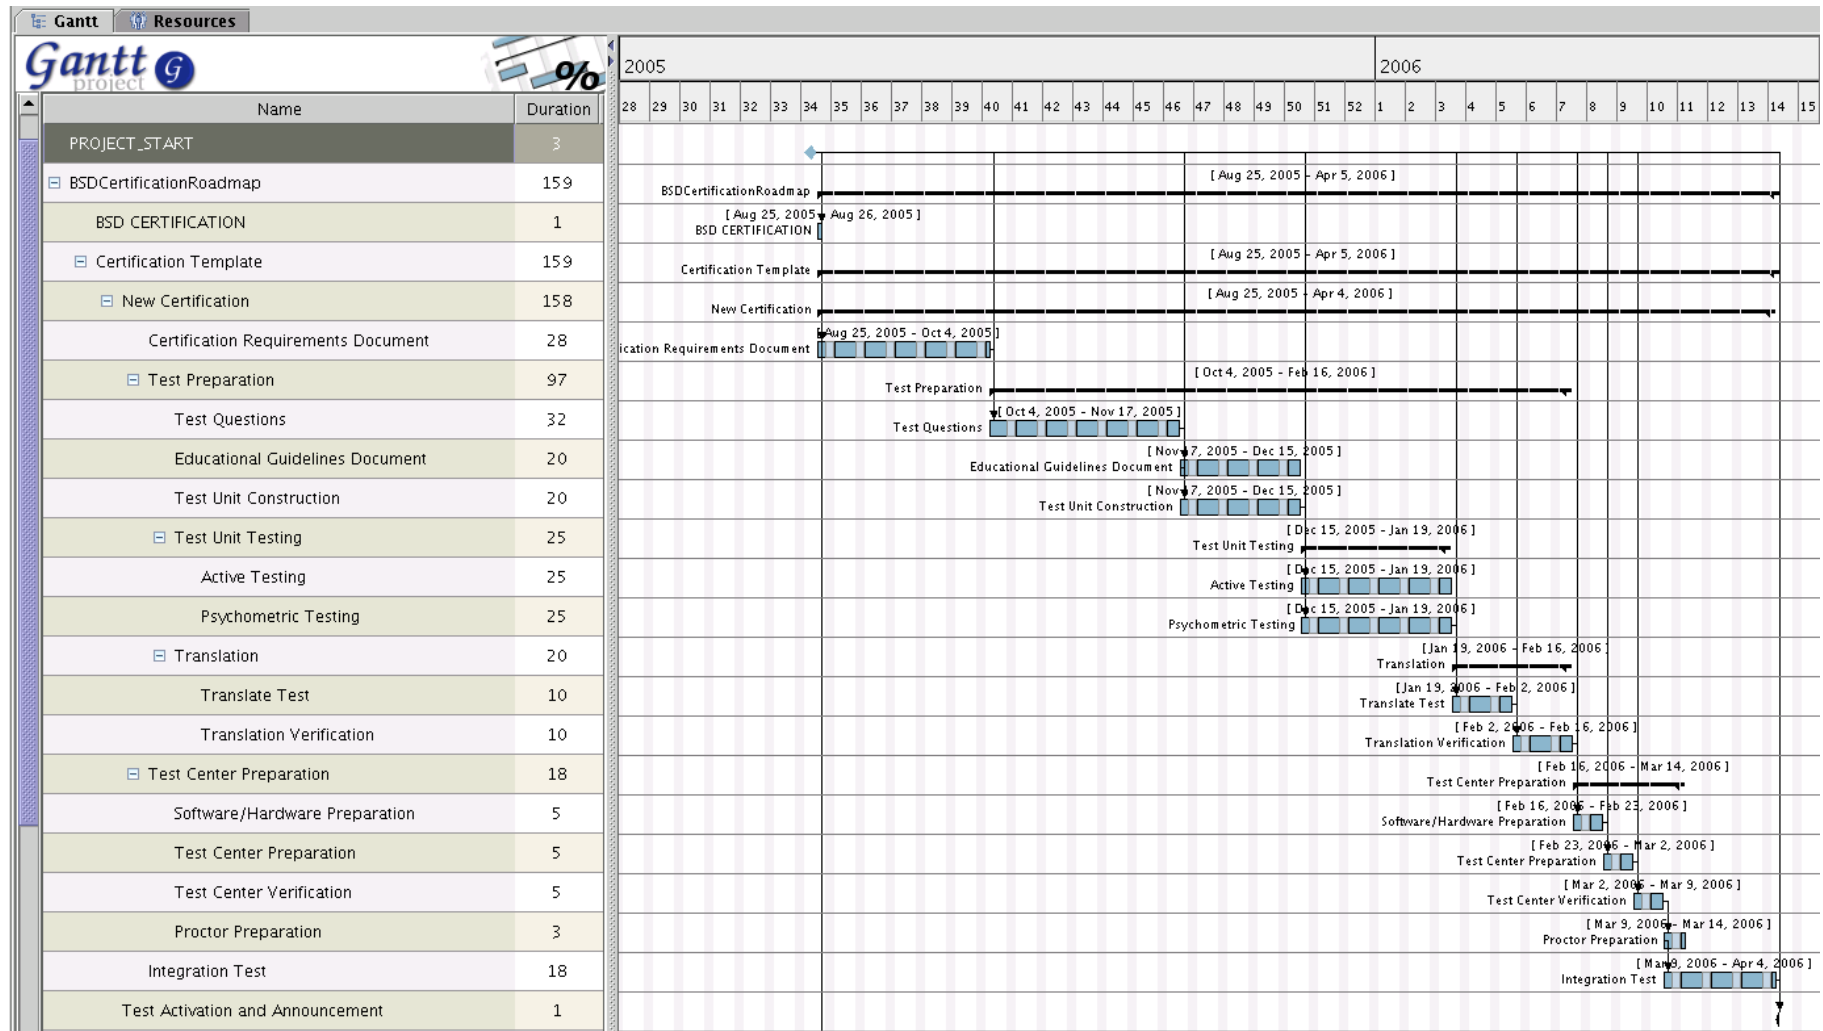 Gantt Resources
Gantt G
project
%
2005 2006
28 29 30 31 32 33 34 35 36 37 38 39 40 41 42 43 44 45 46 47 48 49 50 51 52 1 2 3 4 5 6 7 8 9 10 11 12 13 14 15
Name Duration
PROJECT_START 3
BSDCertificationRoadmap 159
[ Aug 25, 2005 - Apr 5, 2006 ]
BSDCertificationRoadmap
BSD CERTIFICATION 1
[ Aug 25, 2005 - Aug 26, 2005 ]
BSD CERTIFICATION
Certification Template 159
[ Aug 25, 2005 - Apr 5, 2006 ]
Certification Template
New Certification 158
[ Aug 25, 2005 - Apr 4, 2006 ]
New Certification
Certification Requirements Document 28
[ Aug 25, 2005 - Oct 4, 2005 ]
ication Requirements Document
Test Preparation 97
[ Oct 4, 2005 - Feb 16, 2006 ]
Test Preparation
Test Questions 32
[ Oct 4, 2005 - Nov 17, 2005 ]
Test Questions
Educational Guidelines Document 20
[ Nov 17, 2005 - Dec 15, 2005 ]
Educational Guidelines Document
Test Unit Construction 20
[ Nov 17, 2005 - Dec 15, 2005 ]
Test Unit Construction
Test Unit Testing 25
[ Dec 15, 2005 - Jan 19, 2006 ]
Test Unit Testing
Active Testing 25
[ Dec 15, 2005 - Jan 19, 2006 ]
Active Testing
Psychometric Testing 25
[ Dec 15, 2005 - Jan 19, 2006 ]
Psychometric Testing
Translation 20
[ Jan 19, 2006 - Feb 16, 2006 ]
Translation
Translate Test 10
[ Jan 19, 2006 - Feb 2, 2006 ]
Translate Test
Translation Verification 10
[ Feb 2, 2006 - Feb 16, 2006 ]
Translation Verification
Test Center Preparation 18
[ Feb 16, 2006 - Mar 14, 2006 ]
Test Center Preparation
Software/Hardware Preparation 5
[ Feb 16, 2006 - Feb 23, 2006 ]
Software/Hardware Preparation
Test Center Preparation 5
[ Feb 23, 2006 - Mar 2, 2006 ]
Test Center Preparation
Test Center Verification 5
[ Mar 2, 2006 - Mar 9, 2006 ]
Test Center Verification
Proctor Preparation 3
[ Mar 9, 2006 - Mar 14, 2006 ]
Proctor Preparation
Integration Test 18
[ Mar 9, 2006 - Apr 4, 2006 ]
Integration Test
Test Activation and Announcement 1